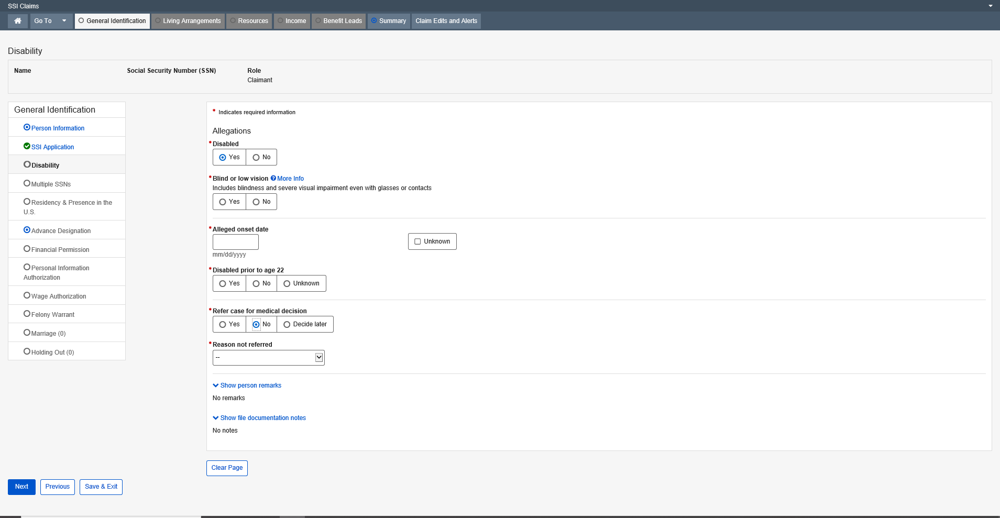 SSI Claims
Go To
General Identification
Living Arrangements
Resources
Income
Benefit Leads
Summary
Claim Edits and Alerts
Disability
Name
Social Security Number (SSN)
Role
Claimant
General Identification
Person Information
SSI Application
Disability
Multiple SSNs
Residency & Presence in the
U.S.
Advance Designation
Financial Permission
Personal Information
Authorization
Wage Authorization
Felony Warrant
Marriage (0)
Holding Out (0)
* Indicates required information
Allegations
*Disabled
Yes No
*Blind or low vision ? More Info
Includes blindness and severe visual impairment even with glasses or contacts
Yes No
*Alleged onset date
Unknown
mm/dd/yyyy
*Disabled prior to age 22
Yes No Unknown
*Refer case for medical decision
Yes No Decide later
*Reason not referred
--
Show person remarks
No remarks
Show file documentation notes
No notes
Clear Page
Next Previous Save & Exit